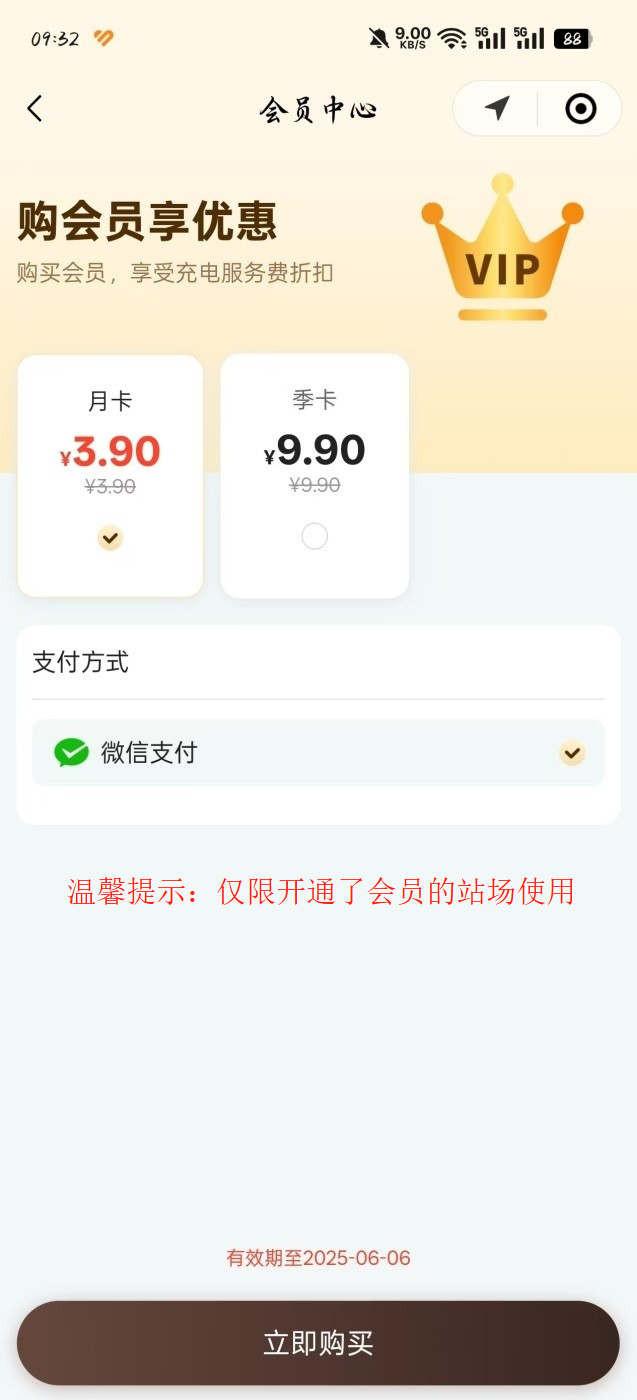 09:32 9.00 KB/S 5G 5G 88
会员中心
购会员享优惠
购买会员，享受充电服务费折扣
VIP
月卡
¥3.90
¥3.90
季卡
¥9.90
¥9.90
支付方式
微信支付
温馨提示：仅限开通了会员的站场使用
有效期至2025-06-06
立即购买